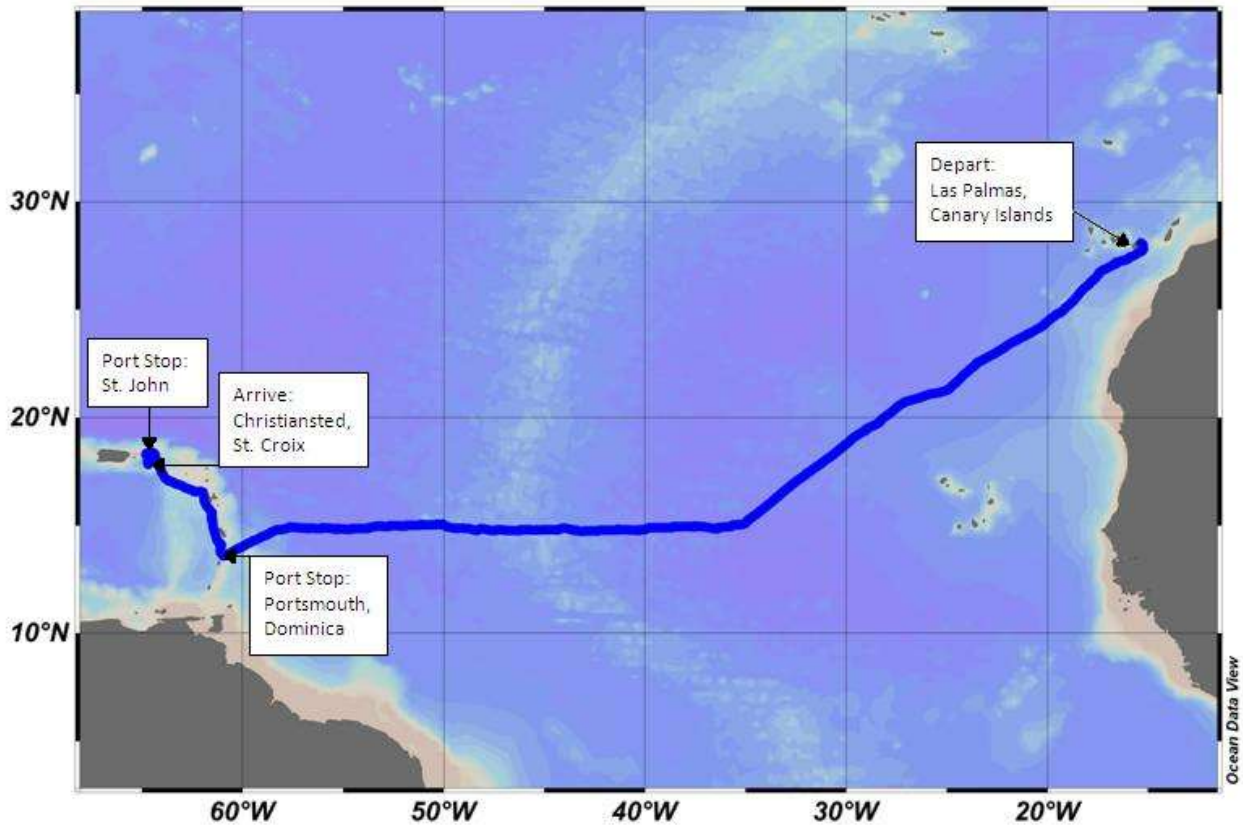 30°N
20°N
10°N
Depart:
Las Palmas,
Canary Islands
Port Stop:
St. John
Arrive:
Christiansted,
St. Croix
Port Stop:
Portsmouth,
Dominica
60°W
50°W
40°W
30°W
20°W
Ocean Data View